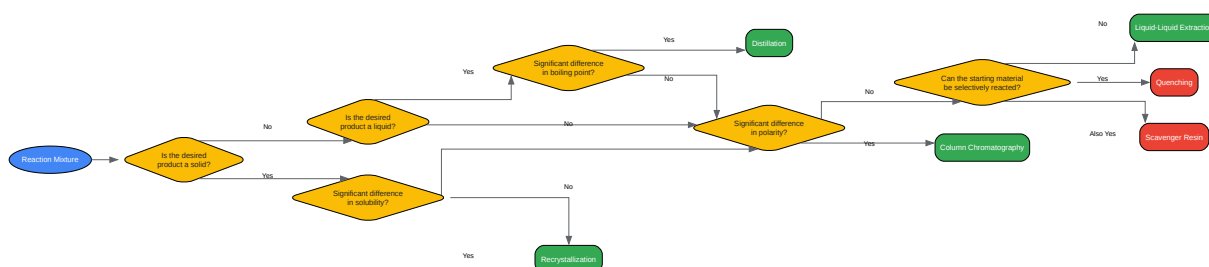 Reaction Mixture
Is the desired
product a solid?
No
Yes
Is the desired
product a liquid?
Significant difference
in solubility?
Yes
No
No
Yes
Significant difference
in boiling point?
Recrystallization
Yes
No
Distillation
Significant difference
in polarity?
No
Yes
Can the starting material
be selectively reacted?
Column Chromatography
No
Yes
Also Yes
Liquid-Liquid Extractio
Quenching
Scavenger Resin